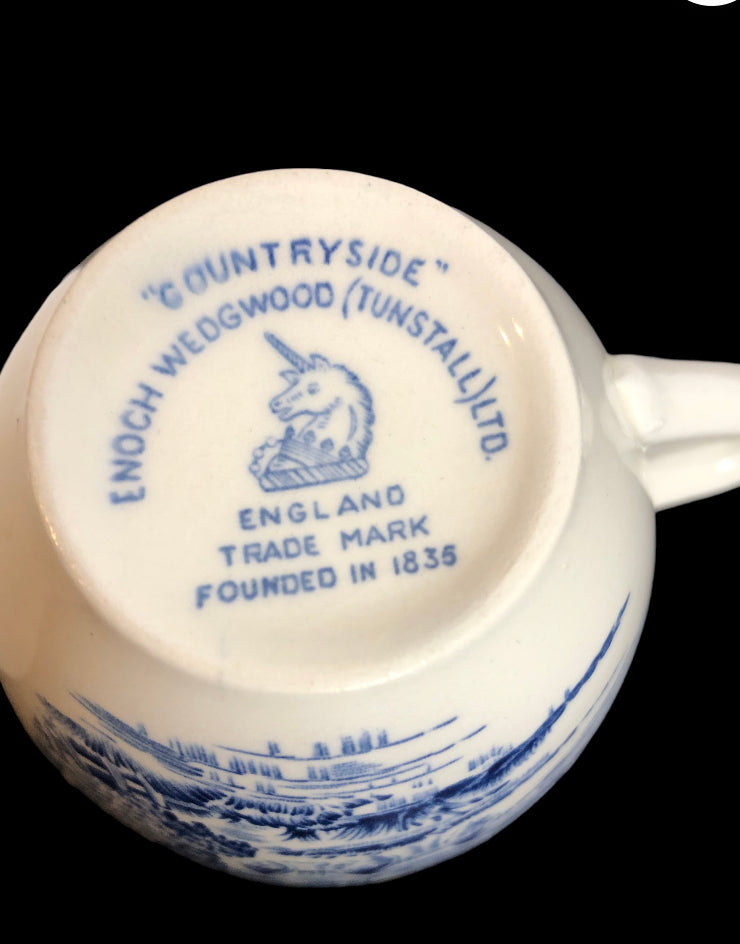 "COUNTRYSIDE"
ENOCH WEDGWOOD (TUNSTALL) LTD.
ENGLAND
TRADE MARK
FOUNDED IN 1835